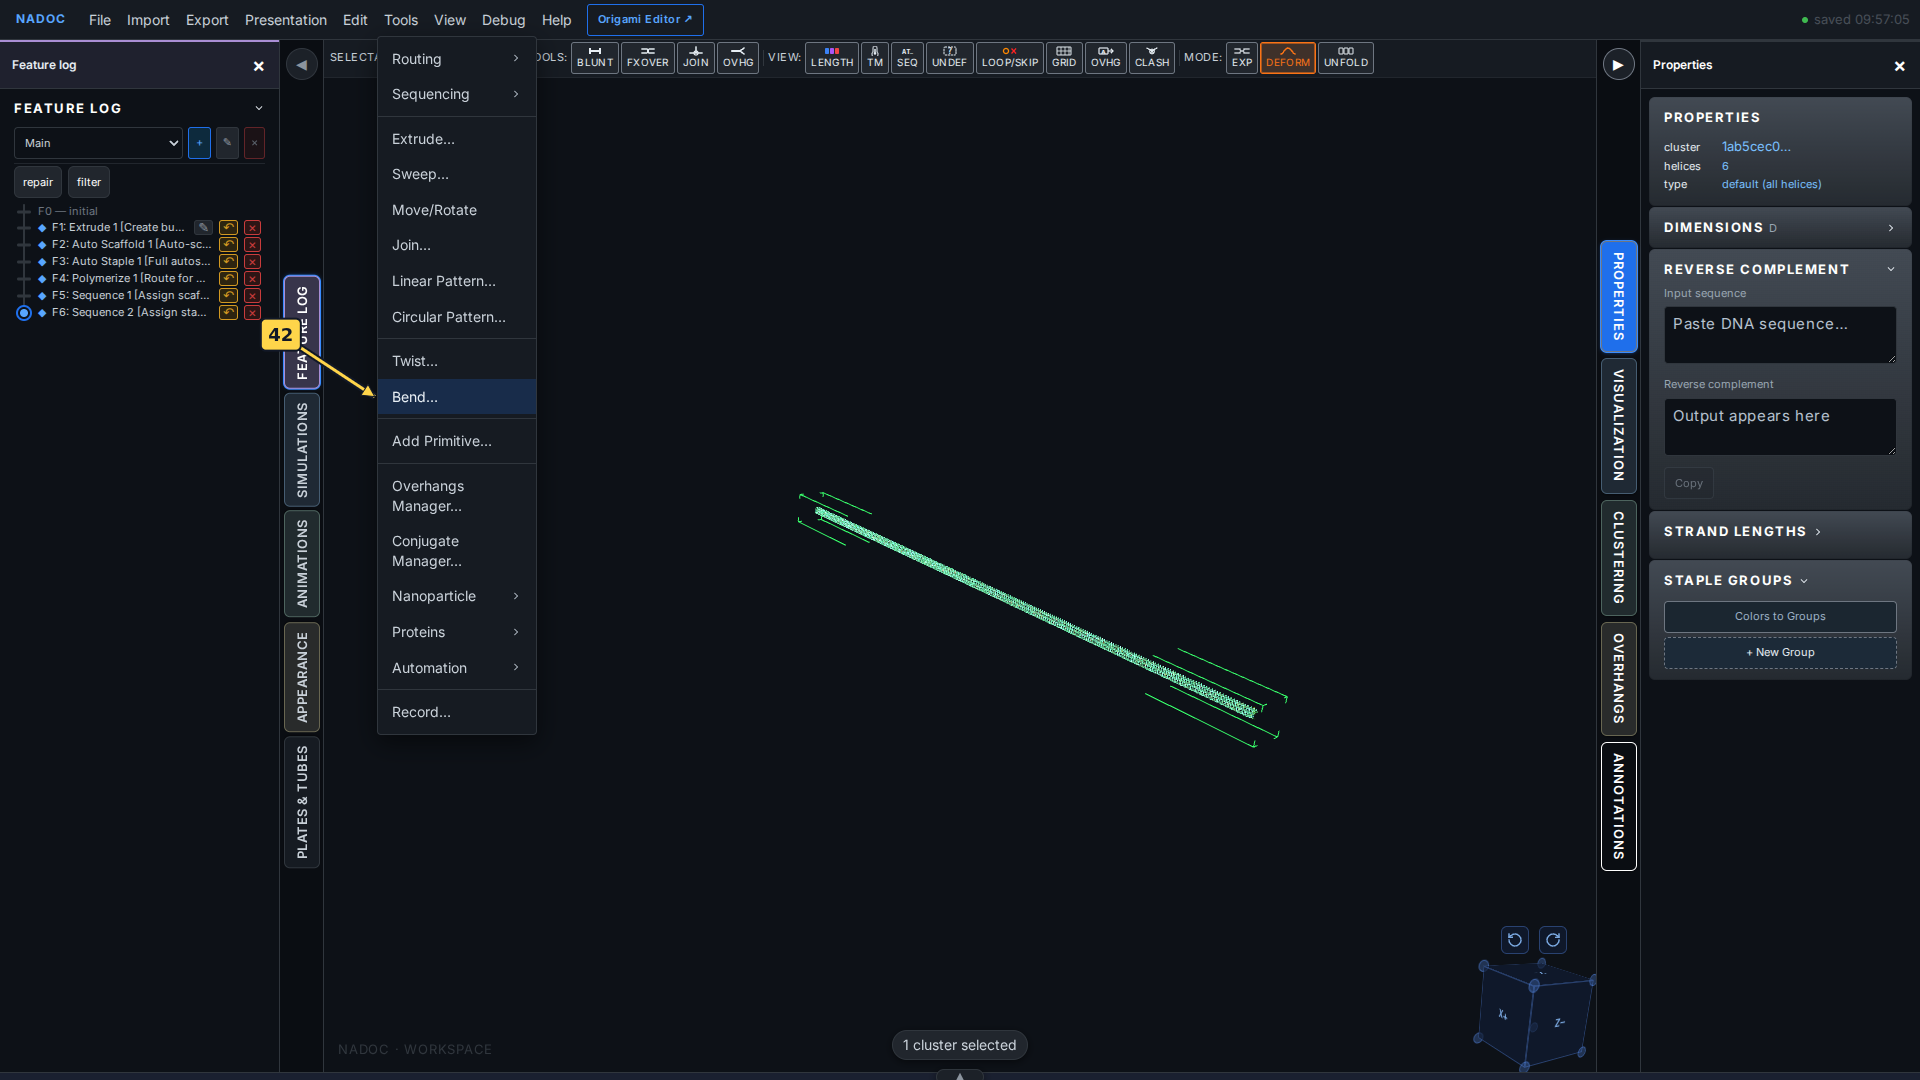 NADOC File Import Export Presentation Edit Tools View Debug Help Origami Editor ↗ saved 09:57:05
Feature log
FEATURE LOG
Main
+
repair filter
F0 — initial
F1: Extrude 1 [Create bu...
F2: Auto Scaffold 1 [Auto-sc...
F3: Auto Staple 1 [Full autos...
F4: Polymerize 1 [Route for ...
F5: Sequence 1 [Assign scaf...
F6: Sequence 2 [Assign sta...
42
FEATURE LOG
SIMULATIONS
ANIMATIONS
APPEARANCE
PLATES & TUBES
Routing
Sequencing
Extrude...
Sweep...
Move/Rotate
Join...
Linear Pattern...
Circular Pattern...
Twist...
Bend...
Add Primitive...
Overhangs
Manager...
Conjugate
Manager...
Nanoparticle
Proteins
Automation
Record...
SELECTA OOLS: BLUNT FXOVER JOIN OVHG VIEW: LENGTH TM SEQ UNDEF LOOP/SKIP GRID OVHG CLASH MODE: EXP DEFORM UNFOLD
NADOC · WORKSPACE
1 cluster selected
X+
Z-
PROPERTIES
VISUALIZATION
CLUSTERING
OVERHANGS
ANNOTATIONS
Properties
PROPERTIES
cluster 1ab5cec0...
helices 6
type default (all helices)
DIMENSIONS D
REVERSE COMPLEMENT
Input sequence
Paste DNA sequence...
Reverse complement
Output appears here
Copy
STRAND LENGTHS
STAPLE GROUPS
Colors to Groups
+ New Group